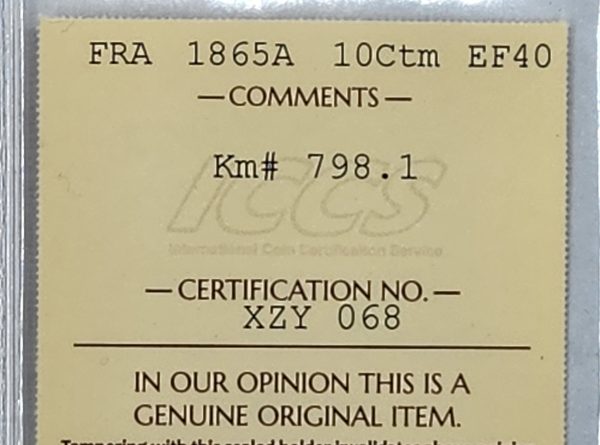 FRA 1865A 10Ctm EF40
— COMMENTS —
Km# 798.1
ICCS
International Coin Certification Service
— CERTIFICATION NO. —
XZY 068
IN OUR OPINION THIS IS A
GENUINE ORIGINAL ITEM.